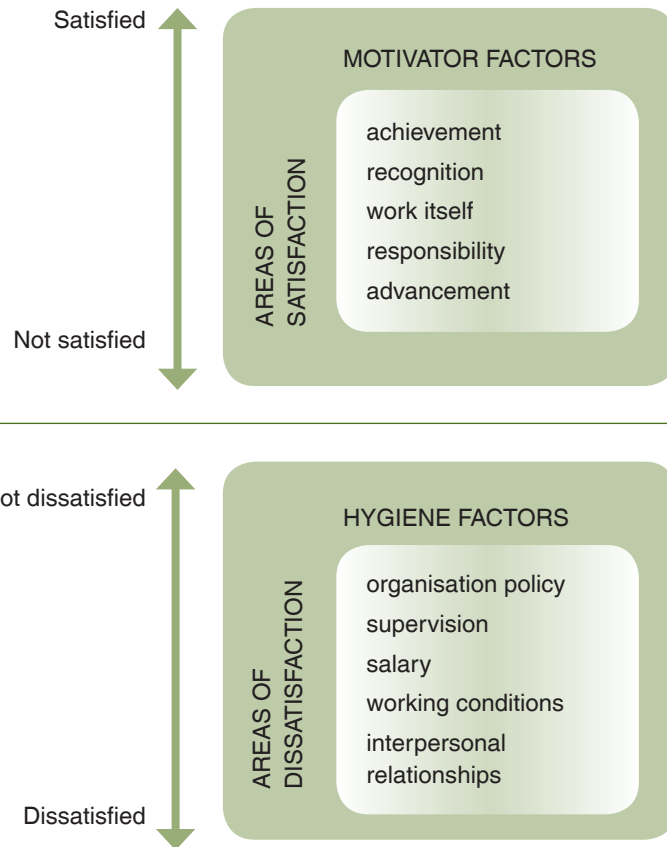 Satisfied
MOTIVATOR FACTORS
achievement
recognition
work itself
responsibility
advancement
AREAS OF
SATISFACTION
Not satisfied
ot dissatisfied
HYGIENE FACTORS
organisation policy
supervision
salary
working conditions
interpersonal
relationships
AREAS OF
DISSATISFACTION
Dissatisfied